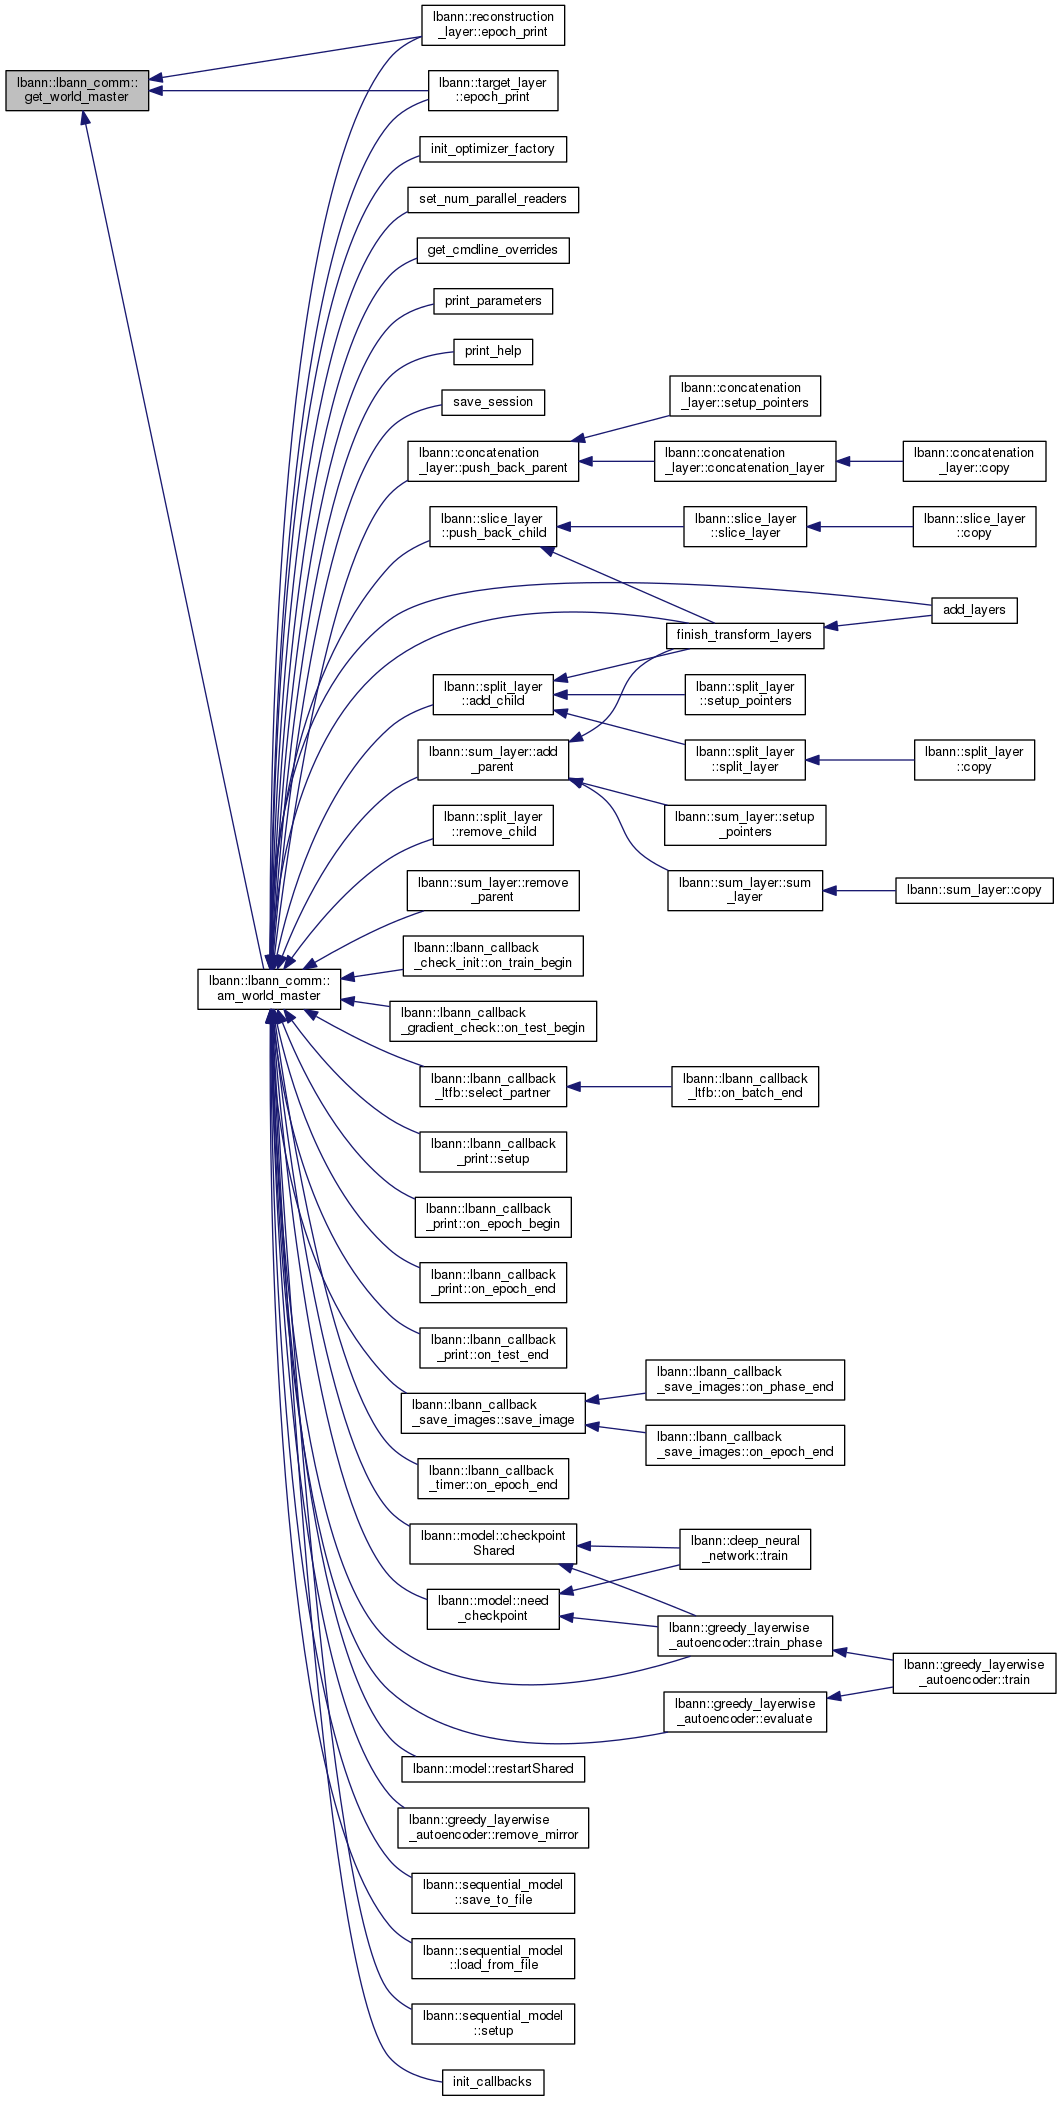 lbann::reconstruction
_layer::epoch_print
lbann::lbann_comm::
get_world_master
lbann::target_layer
::epoch_print
init_optimizer_factory
set_num_parallel_readers
get_cmdline_overrides
print_parameters
print_help
save_session
lbann::concatenation
_layer::setup_pointers
lbann::concatenation
_layer::push_back_parent
lbann::concatenation
_layer::concatenation_layer
lbann::concatenation
_layer::copy
lbann::slice_layer
::push_back_child
lbann::slice_layer
::slice_layer
lbann::slice_layer
::copy
add_layers
finish_transform_layers
lbann::split_layer
::add_child
lbann::split_layer
::setup_pointers
lbann::sum_layer::add
_parent
lbann::split_layer
::split_layer
lbann::split_layer
::copy
lbann::split_layer
::remove_child
lbann::sum_layer::setup
_pointers
lbann::sum_layer::remove
_parent
lbann::sum_layer::sum
_layer
lbann::sum_layer::copy
lbann::lbann_callback
_check_init::on_train_begin
lbann::lbann_comm::
am_world_master
lbann::lbann_callback
_gradient_check::on_test_begin
lbann::lbann_callback
_ltfb::select_partner
lbann::lbann_callback
_ltfb::on_batch_end
lbann::lbann_callback
_print::setup
lbann::lbann_callback
_print::on_epoch_begin
lbann::lbann_callback
_print::on_epoch_end
lbann::lbann_callback
_print::on_test_end
lbann::lbann_callback
_save_images::on_phase_end
lbann::lbann_callback
_save_images::save_image
lbann::lbann_callback
_save_images::on_epoch_end
lbann::lbann_callback
_timer::on_epoch_end
lbann::model::checkpoint
Shared
lbann::deep_neural
_network::train
lbann::model::need
_checkpoint
lbann::greedy_layerwise
_autoencoder::train_phase
lbann::greedy_layerwise
_autoencoder::train
lbann::greedy_layerwise
_autoencoder::evaluate
lbann::model::restartShared
lbann::greedy_layerwise
_autoencoder::remove_mirror
lbann::sequential_model
::save_to_file
lbann::sequential_model
::load_from_file
lbann::sequential_model
::setup
init_callbacks